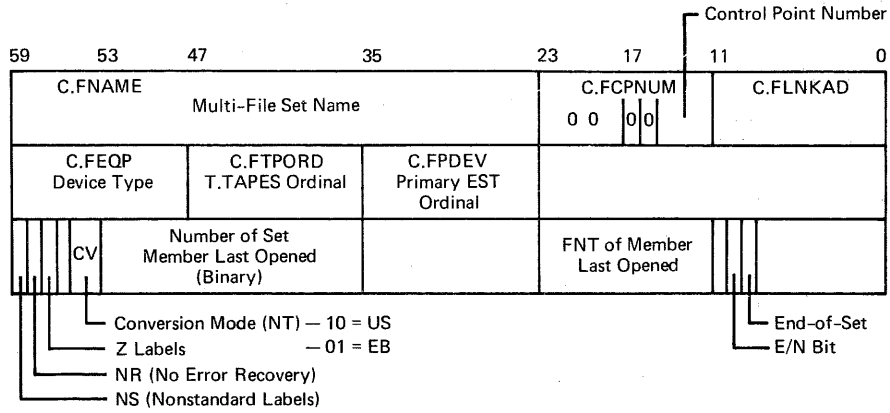 Control Point Number
59 53 47 35 23 17 11 0
C.FNAME C.FCPNUM C.FLNKAD
Multi-File Set Name
0 0 0 0
C.FEQP C.FTPORD C.FPDEV
Device Type T.TAPES Ordinal Primary EST
Ordinal
CV Number of Set
Member Last Opened
(Binary)
FNT of Member
Last Opened
Conversion Mode (NT) — 10 = US
Z Labels — 01 = EB
NR (No Error Recovery)
NS (Nonstandard Labels)
End-of-Set
E/N Bit